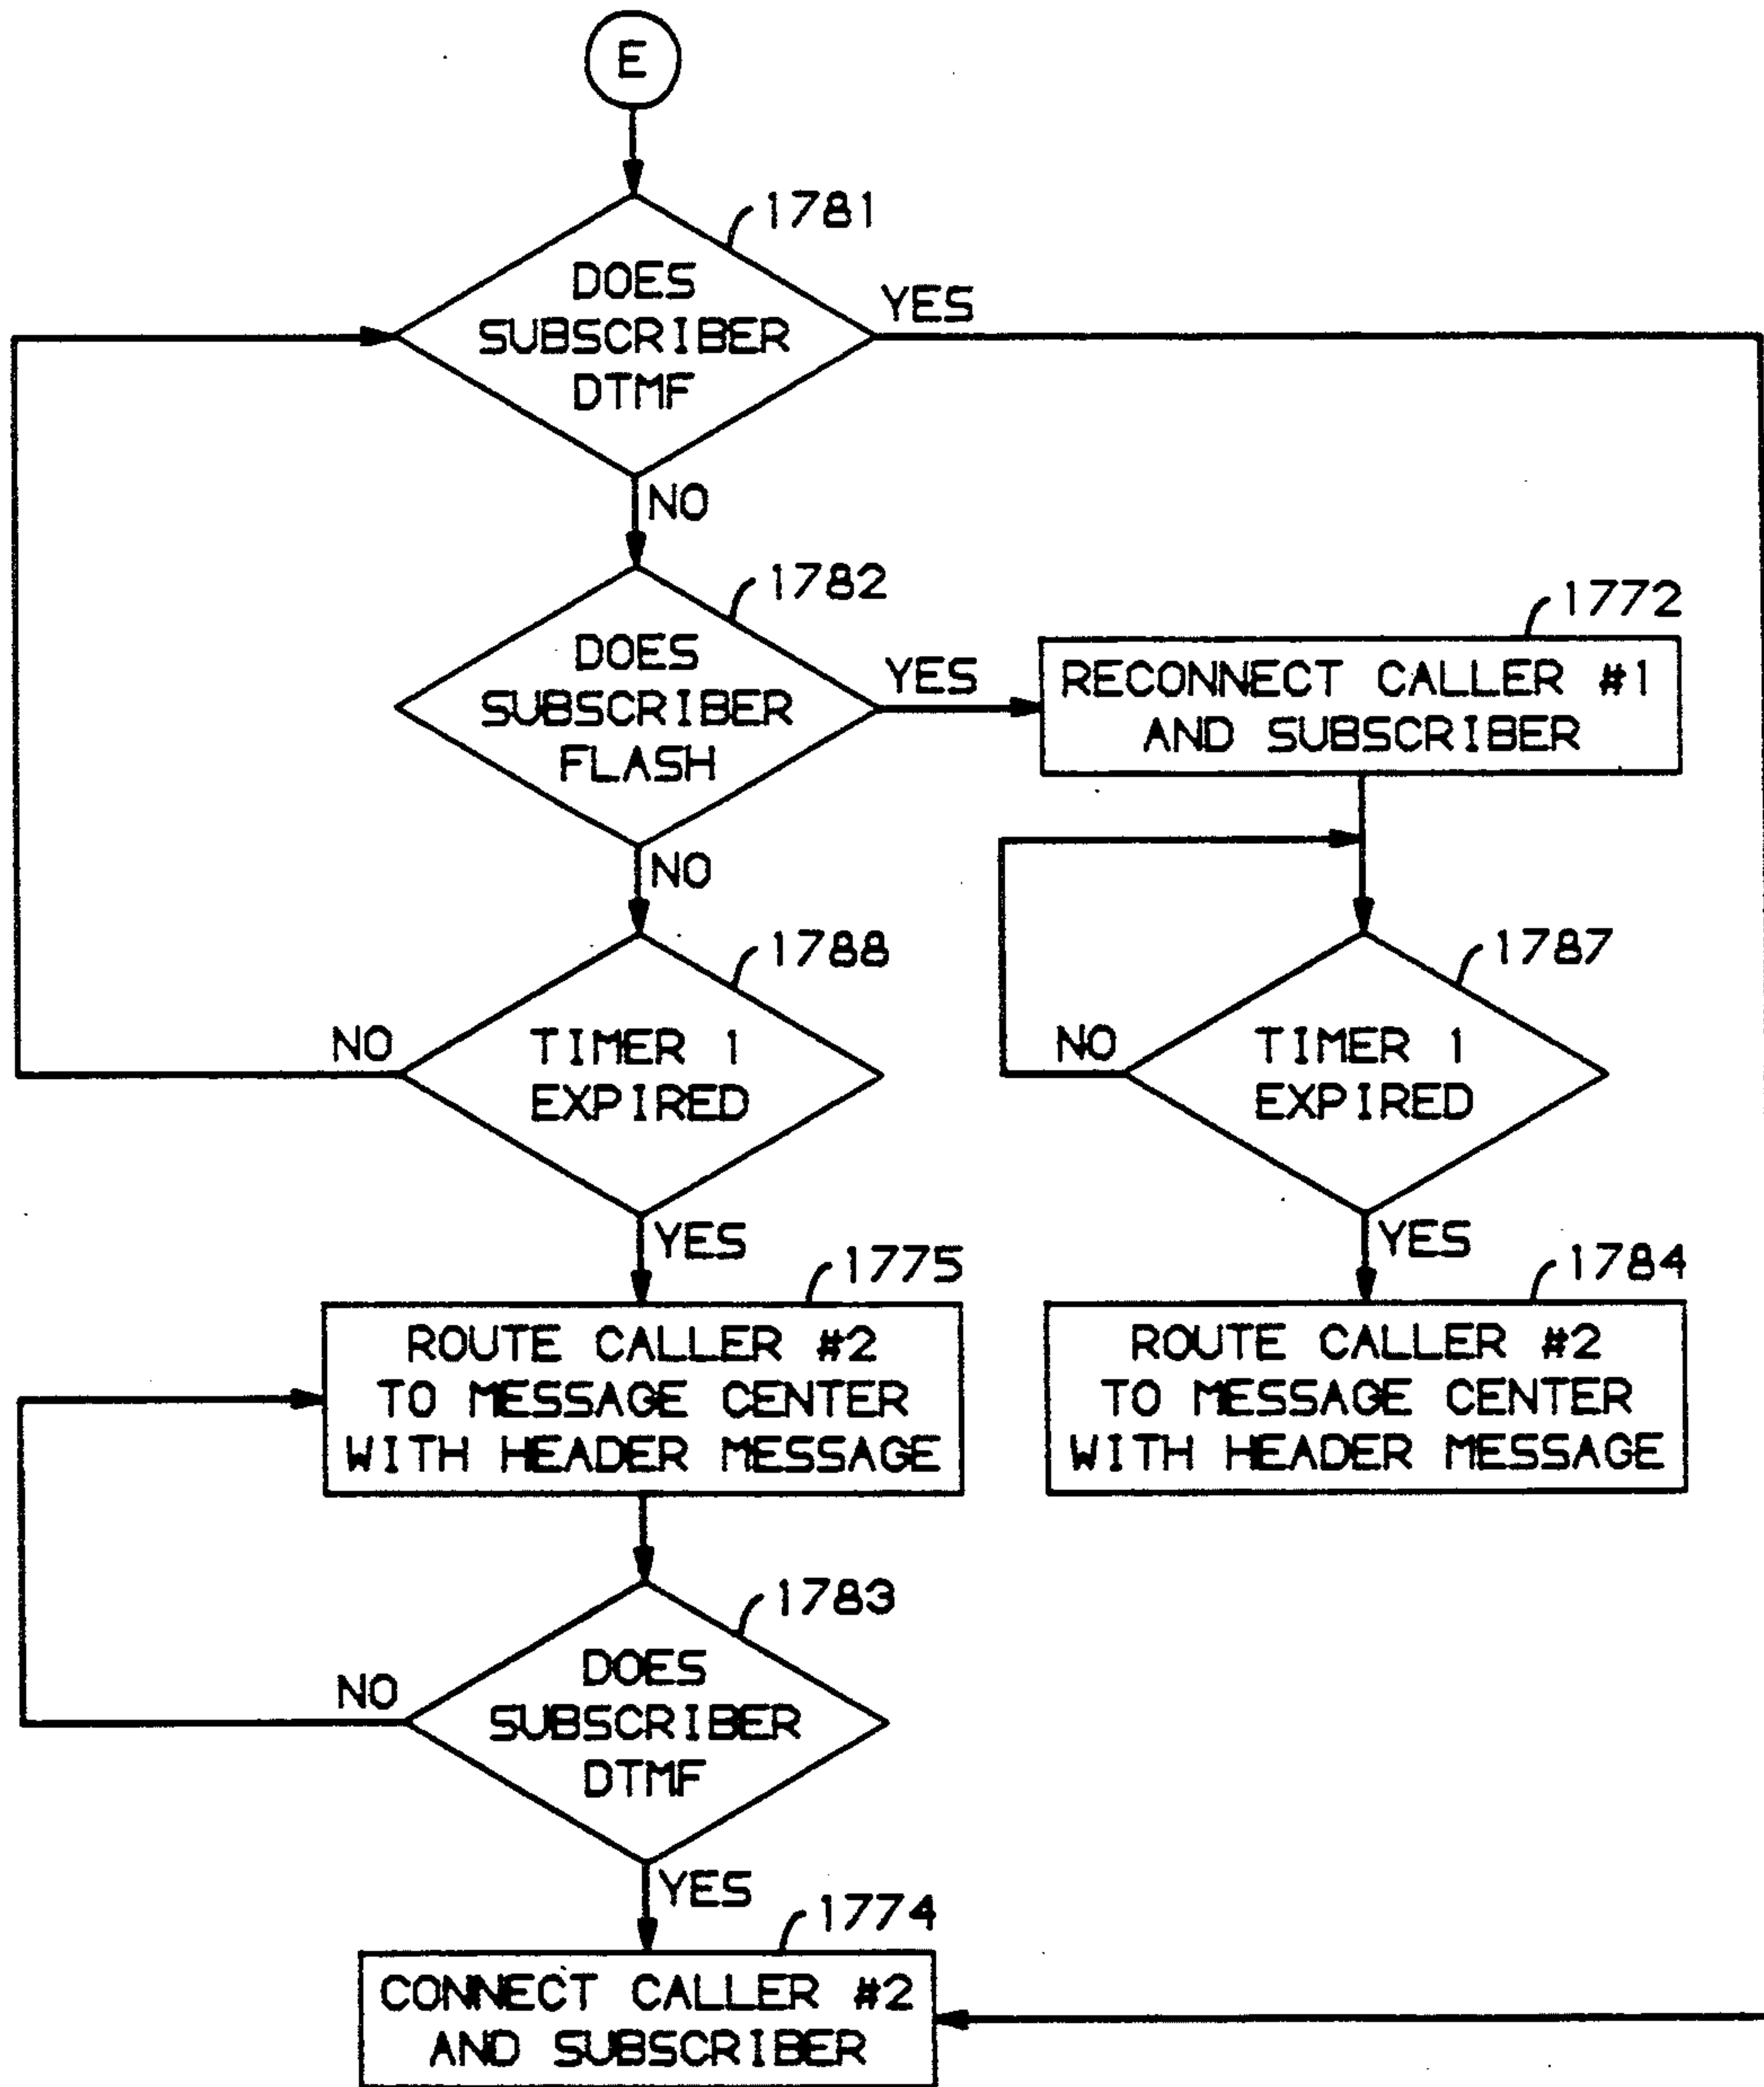 E
1781
DOES
SUBSCRIBER
DTMF
YES
NO
1782
DOES
SUBSCRIBER
FLASH
YES
NO
1772
RECONNECT CALLER #1
AND SUBSCRIBER
1788
TIMER 1
EXPIRED
NO
YES
1787
TIMER 1
EXPIRED
NO
YES
1775
ROUTE CALLER #2
TO MESSAGE CENTER
WITH HEADER MESSAGE
1784
ROUTE CALLER #2
TO MESSAGE CENTER
WITH HEADER MESSAGE
1783
DOES
SUBSCRIBER
DTMF
NO
YES
1774
CONNECT CALLER #2
AND SUBSCRIBER